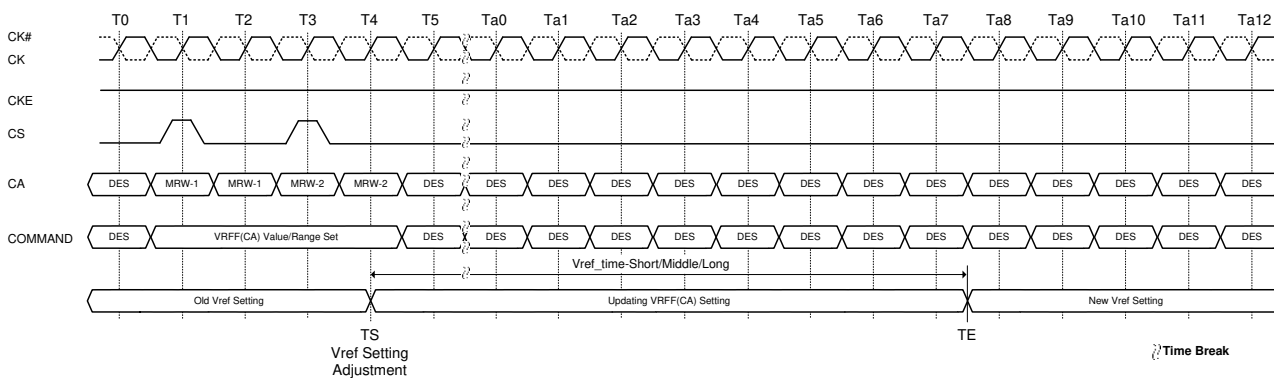 T0 T1 T2 T3 T4 T5 Ta0 Ta1 Ta2 Ta3 Ta4 Ta5 Ta6 Ta7 Ta8 Ta9 Ta10 Ta11 Ta12
CK#
CK
CKE
CS
CA DES MRW-1 MRW-1 MRW-2 MRW-2 DES DES DES DES DES DES DES DES DES DES DES DES DES DES
COMMAND DES VRFF(CA) Value/Range Set DES DES DES DES DES DES DES DES DES DES DES DES DES DES
Vref_time-Short/Middle/Long
Old Vref Setting Updating VRFF(CA) Setting New Vref Setting
TS TE
Vref Setting
Adjustment
Time Break